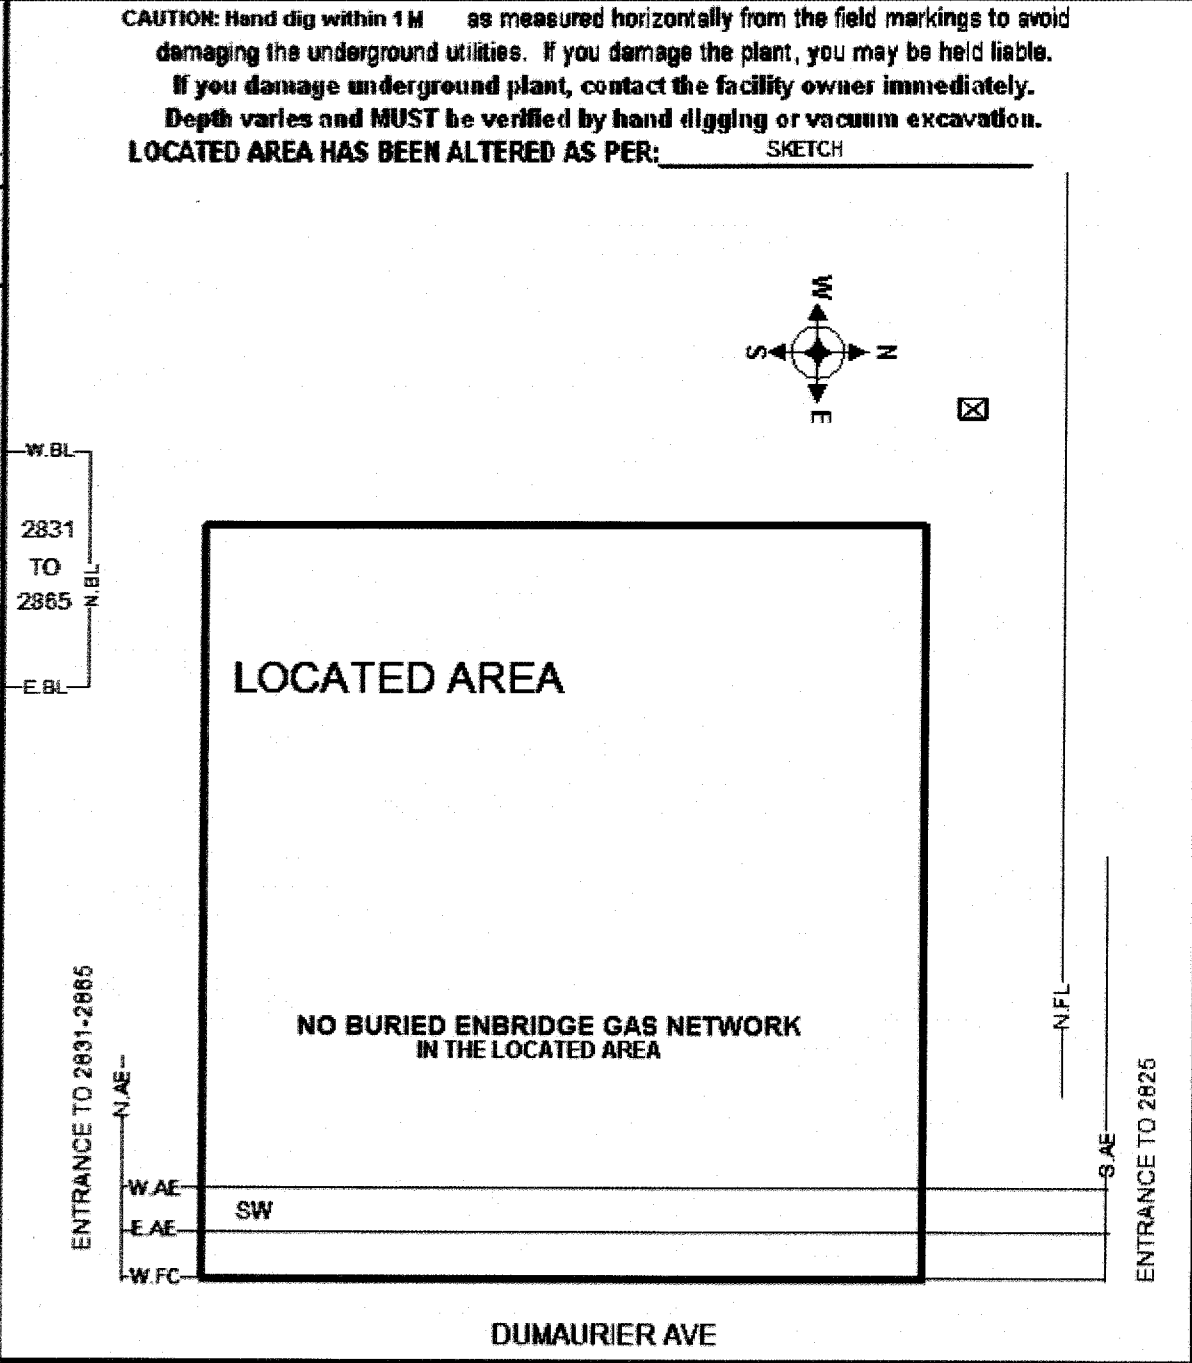 CAUTION: Hand dig within 1 M as measured horizontally from the field markings to avoid
damaging the underground utilities. If you damage the plant, you may be held liable.
If you damage underground plant, contact the facility owner immediately.
Depth varies and MUST be verified by hand digging or vacuum excavation.
LOCATED AREA HAS BEEN ALTERED AS PER: SKETCH
W
S N
E
W.BL
2831
TO
2865
N.BL
E.BL
LOCATED AREA
NO BURIED ENBRIDGE GAS NETWORK
IN THE LOCATED AREA
ENTRANCE TO 2831-2865
N.AE
W.AE
SW
E.AE
W.FC
N.FL
S.AE
ENTRANCE TO 2825
DUMAURIER AVE